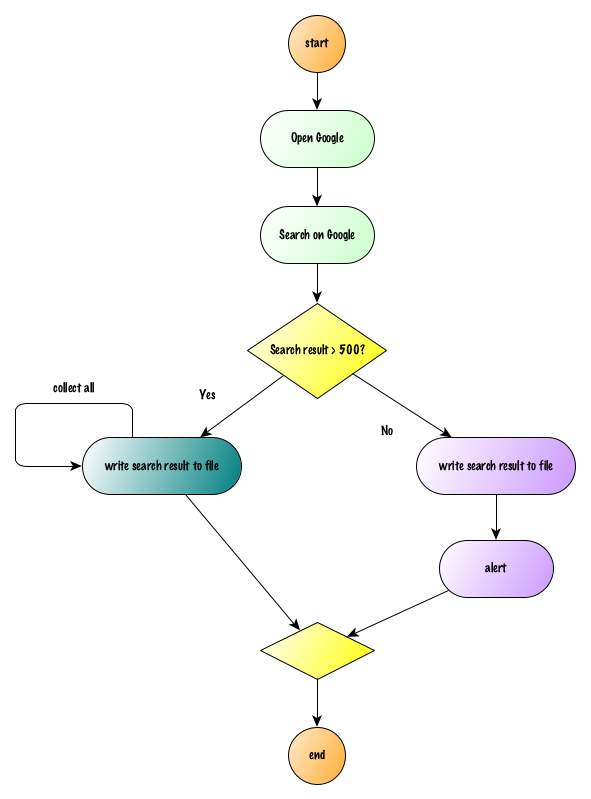 start
Open Google
Search on Google
Search result > 500?
Yes
No
collect all
write search result to file
write search result to file
alert
end